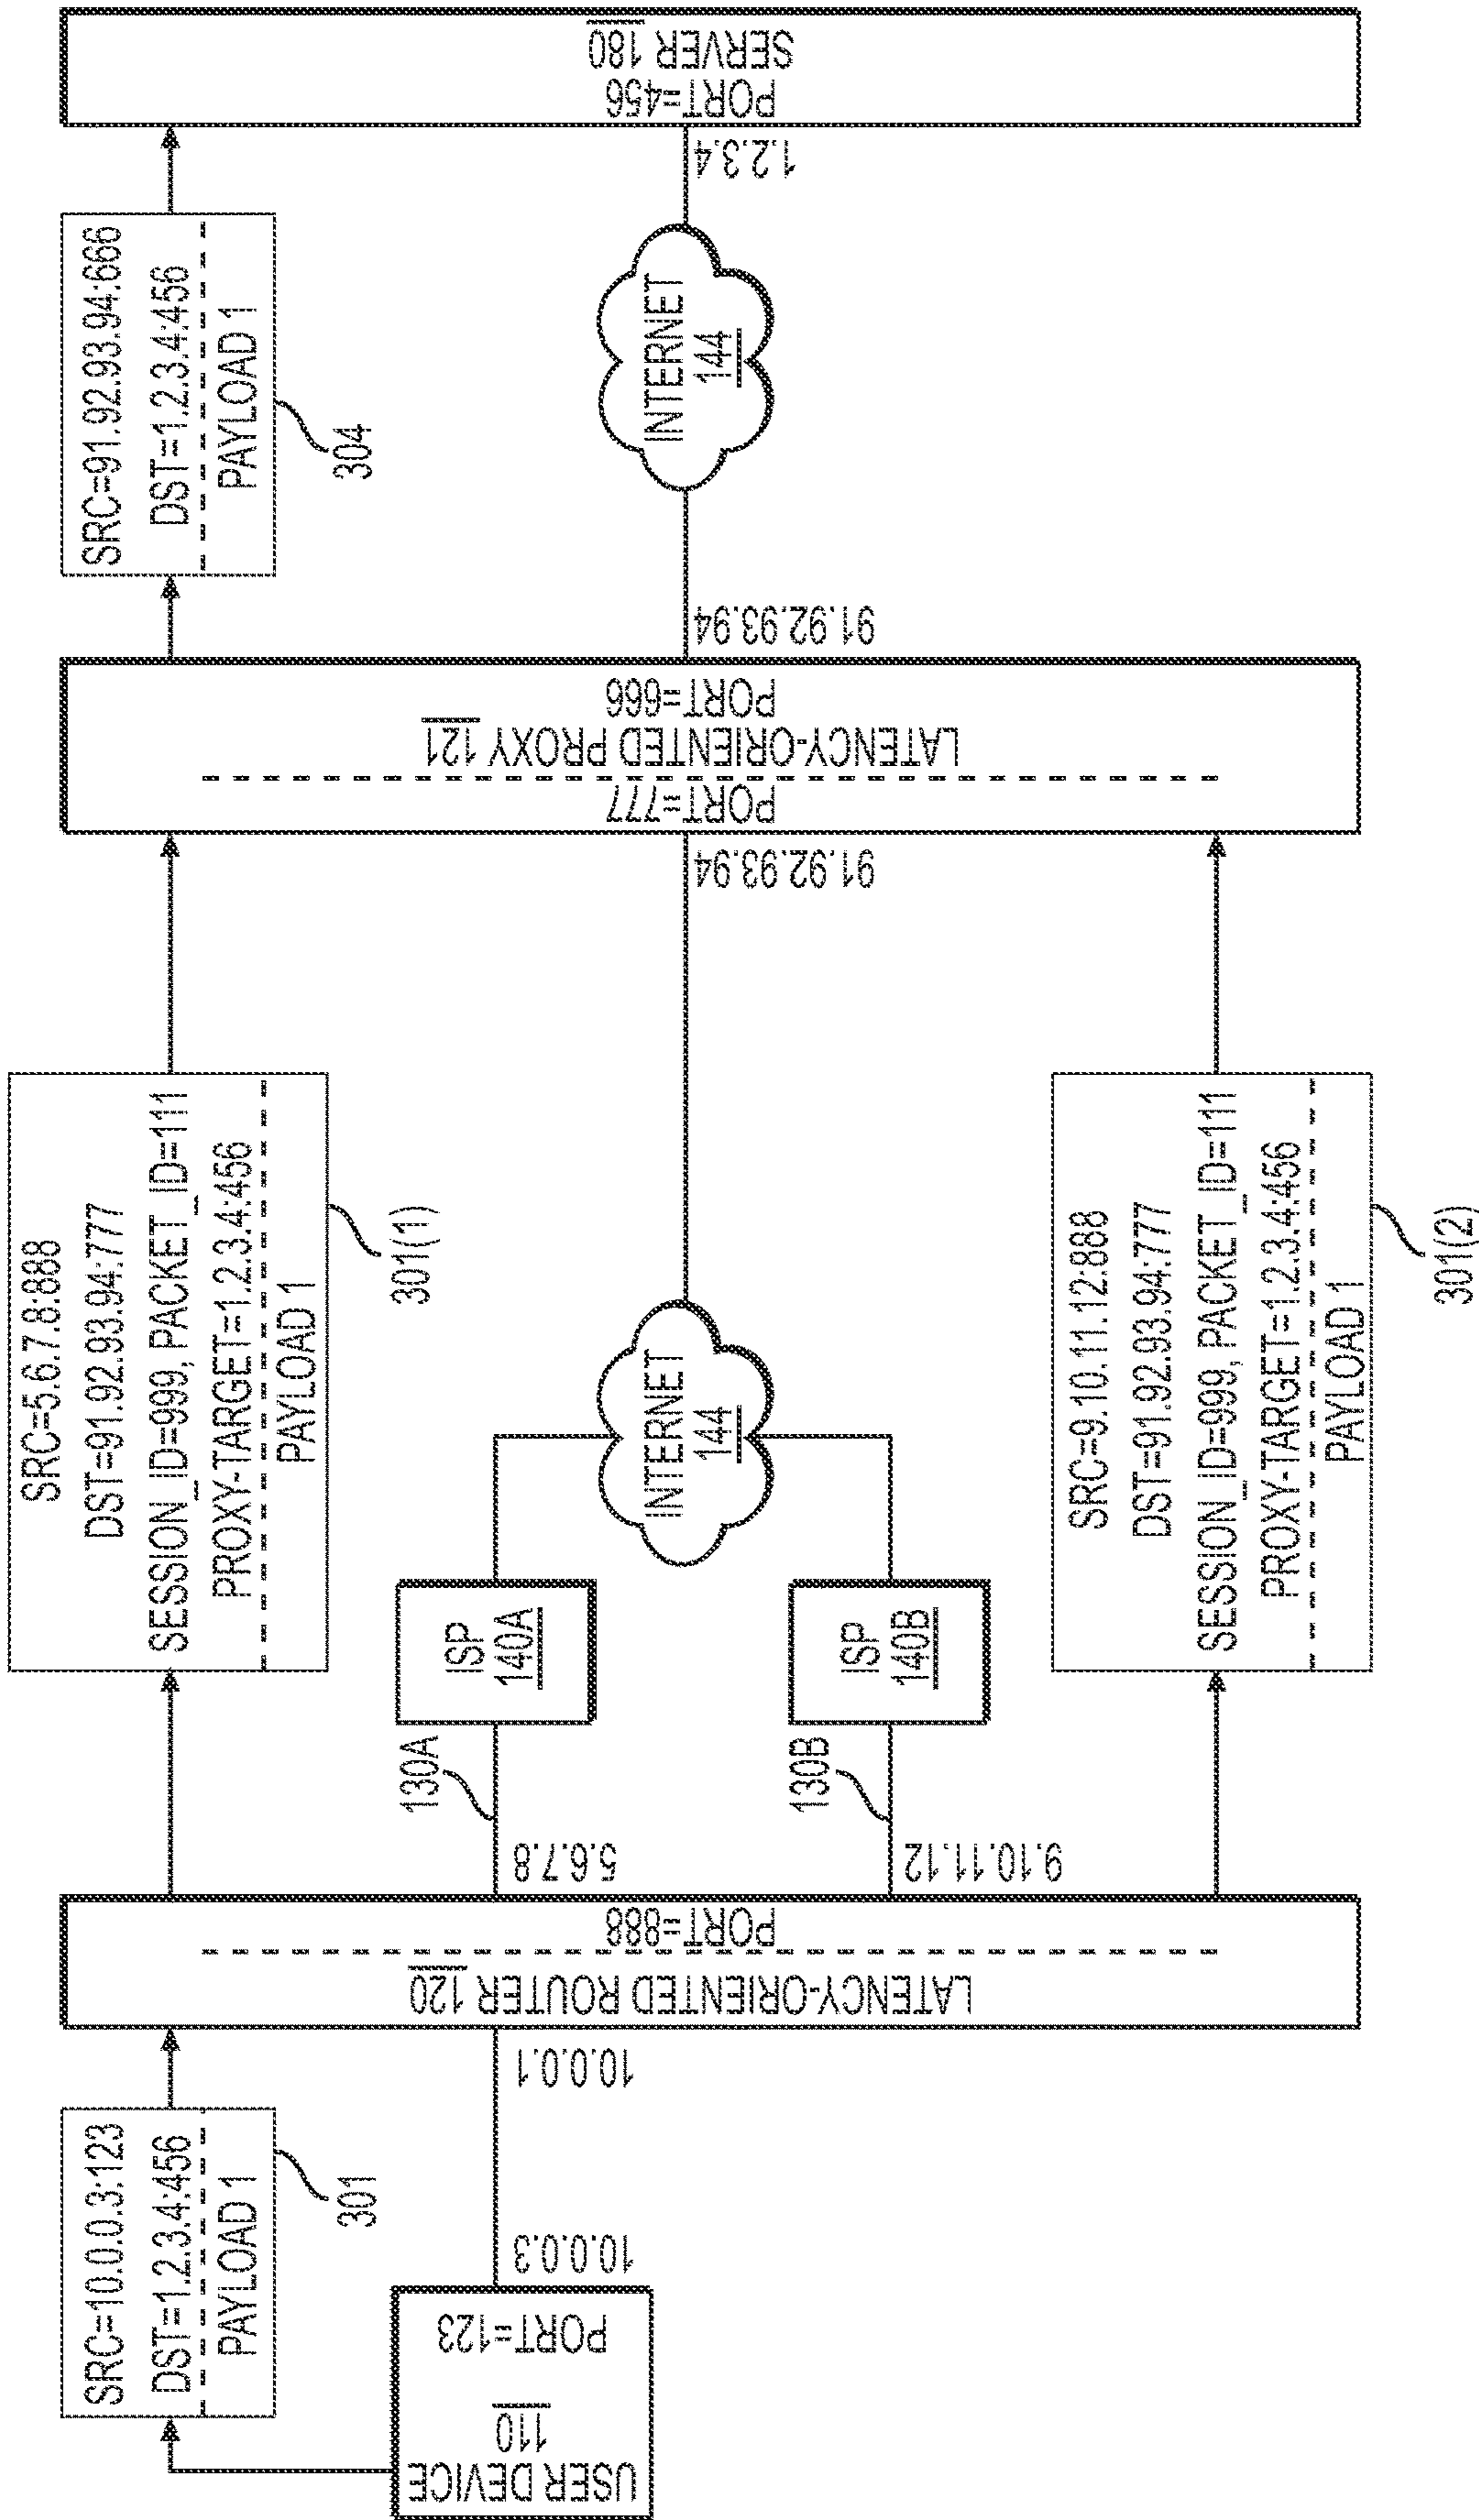 SRC=10.0.0.3:123
DST=1.2.3.4:456
PAYLOAD 1
301
USER DEVICE
110
PORT=123
10.0.0.3
10.0.0.1
LATENCY-ORIENTED ROUTER 120
PORT=888
5.6.7.8
9.10.11.12
130A
130B
ISP
140A
ISP
140B
SRC=5.6.7.8:888
DST=91.92.93.94:777
SESSION_ID=999, PACKET_ID=111
PROXY-TARGET=1.2.3.4:456
PAYLOAD 1
301(1)
INTERNET
144
SRC=9.10.11.12:888
DST=91.92.93.94:777
SESSION_ID=999, PACKET_ID=111
PROXY-TARGET=1.2.3.4:456
PAYLOAD 1
301(2)
91.92.93.94
PORT=777
LATENCY-ORIENTED PROXY 121
PORT=666
91.92.93.94
SRC=91.92.93.94:666
DST=1.2.3.4:456
PAYLOAD 1
304
INTERNET
144
1.2.3.4
PORT=456
SERVER 180